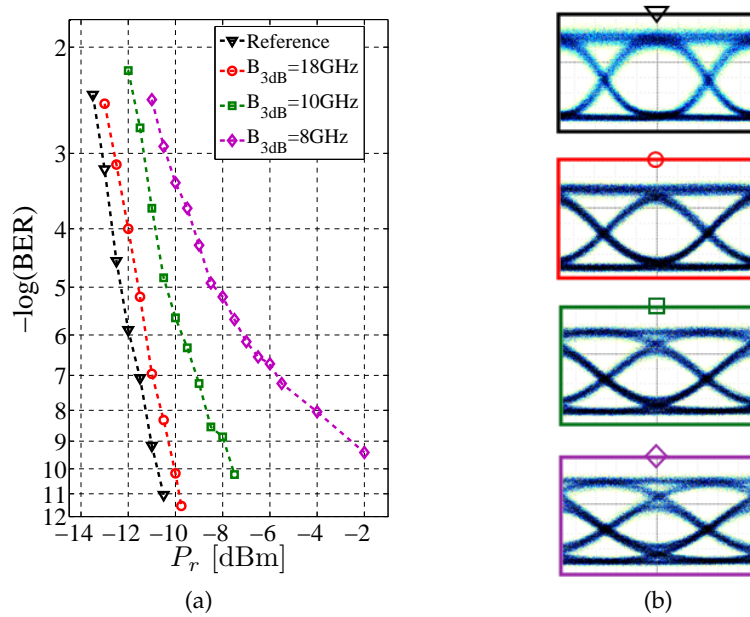 2
3
4
5
6
7
8
9
10
11
12
−log(BER)
Reference
B3dB=18GHz
B3dB=10GHz
B3dB=8GHz
−14 −12 −10 −8 −6 −4 −2
Pr [dBm]
(a)
(b)